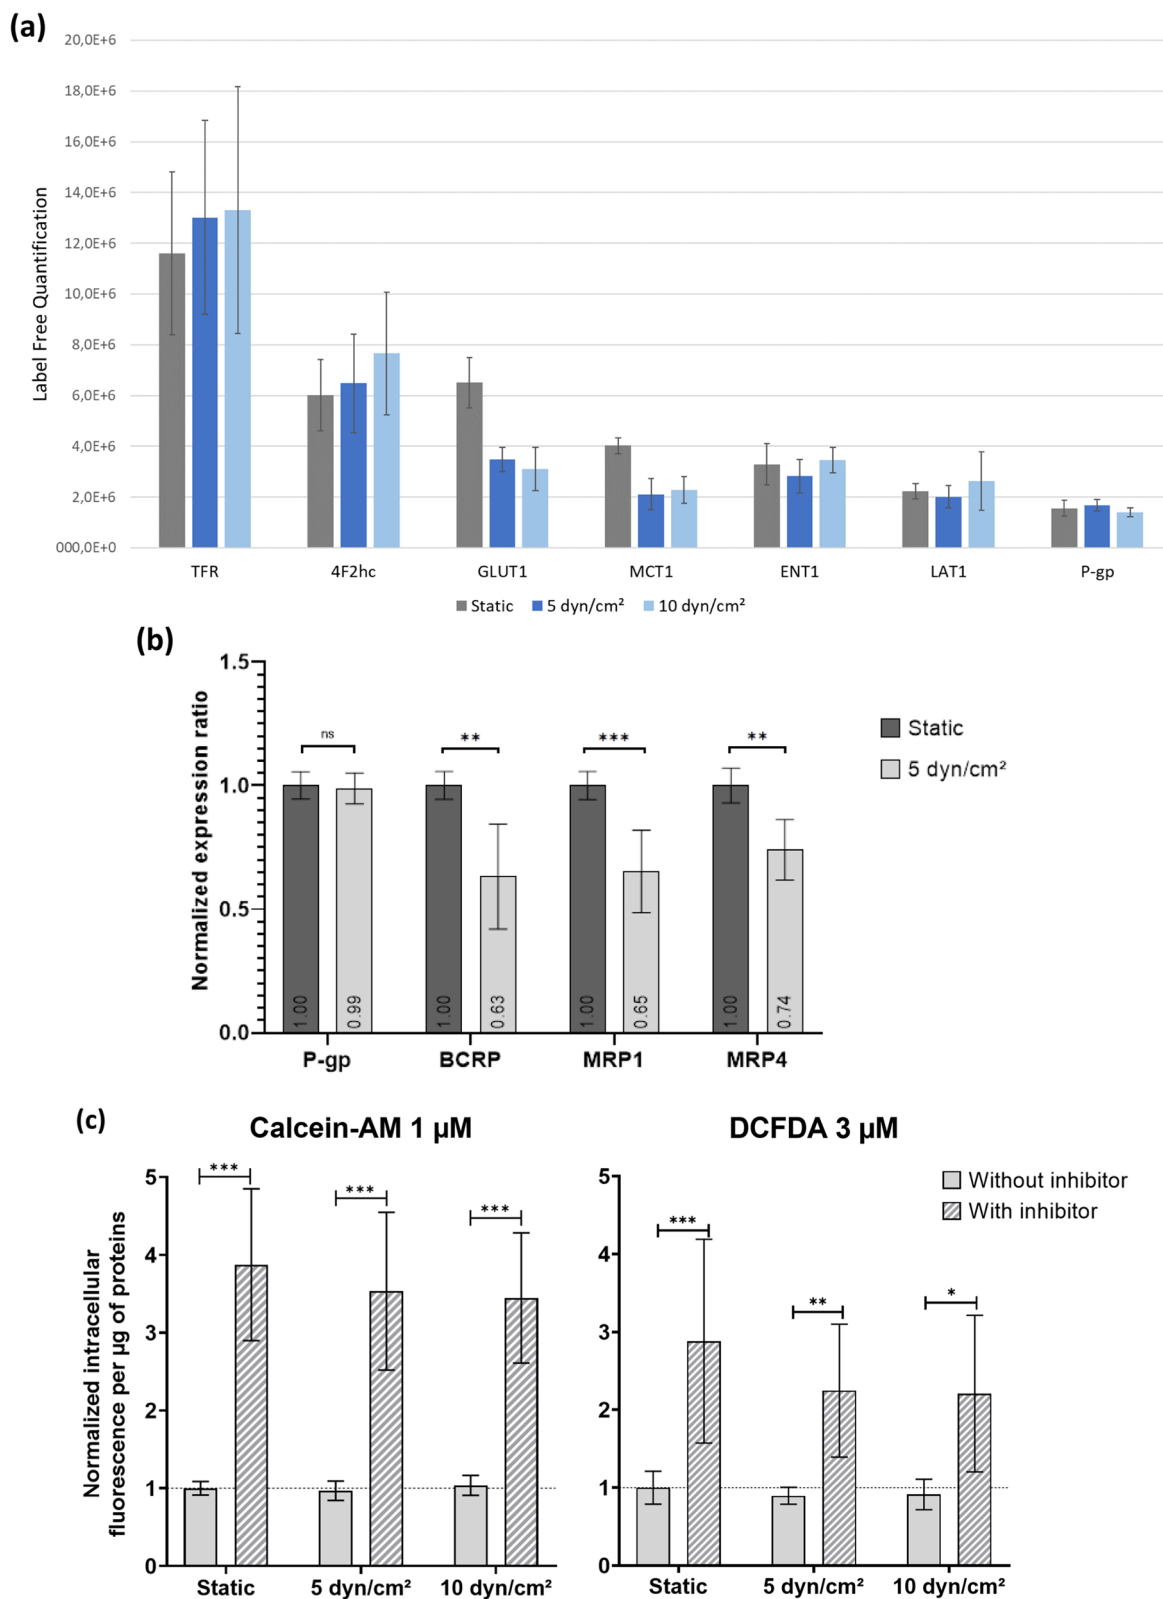 (a)
20,0E+6
18,0E+6
16,0E+6
14,0E+6
12,0E+6
10,0E+6
8,0E+6
6,0E+6
4,0E+6
2,0E+6
000,0E+0
Label Free Quantification
TFR 4F2hc GLUT1 MCT1 ENT1 LAT1 P-gp
Static 5 dyn/cm² 10 dyn/cm²
(b)
1.5
1.0
0.5
0.0
Normalized expression ratio
ns ** *** **
Static
5 dyn/cm²
1.00 0.99 1.00 0.63 1.00 0.65 1.00 0.74
P-gp BCRP MRP1 MRP4
(c)
Calcein-AM 1 µM
5
4
3
2
1
0
Normalized intracellular
fluorescence per µg of proteins
*** *** ***
Static 5 dyn/cm² 10 dyn/cm²
DCFDA 3 µM
5
4
3
2
1
0
*** ** *
Without inhibitor
With inhibitor
Static 5 dyn/cm² 10 dyn/cm²